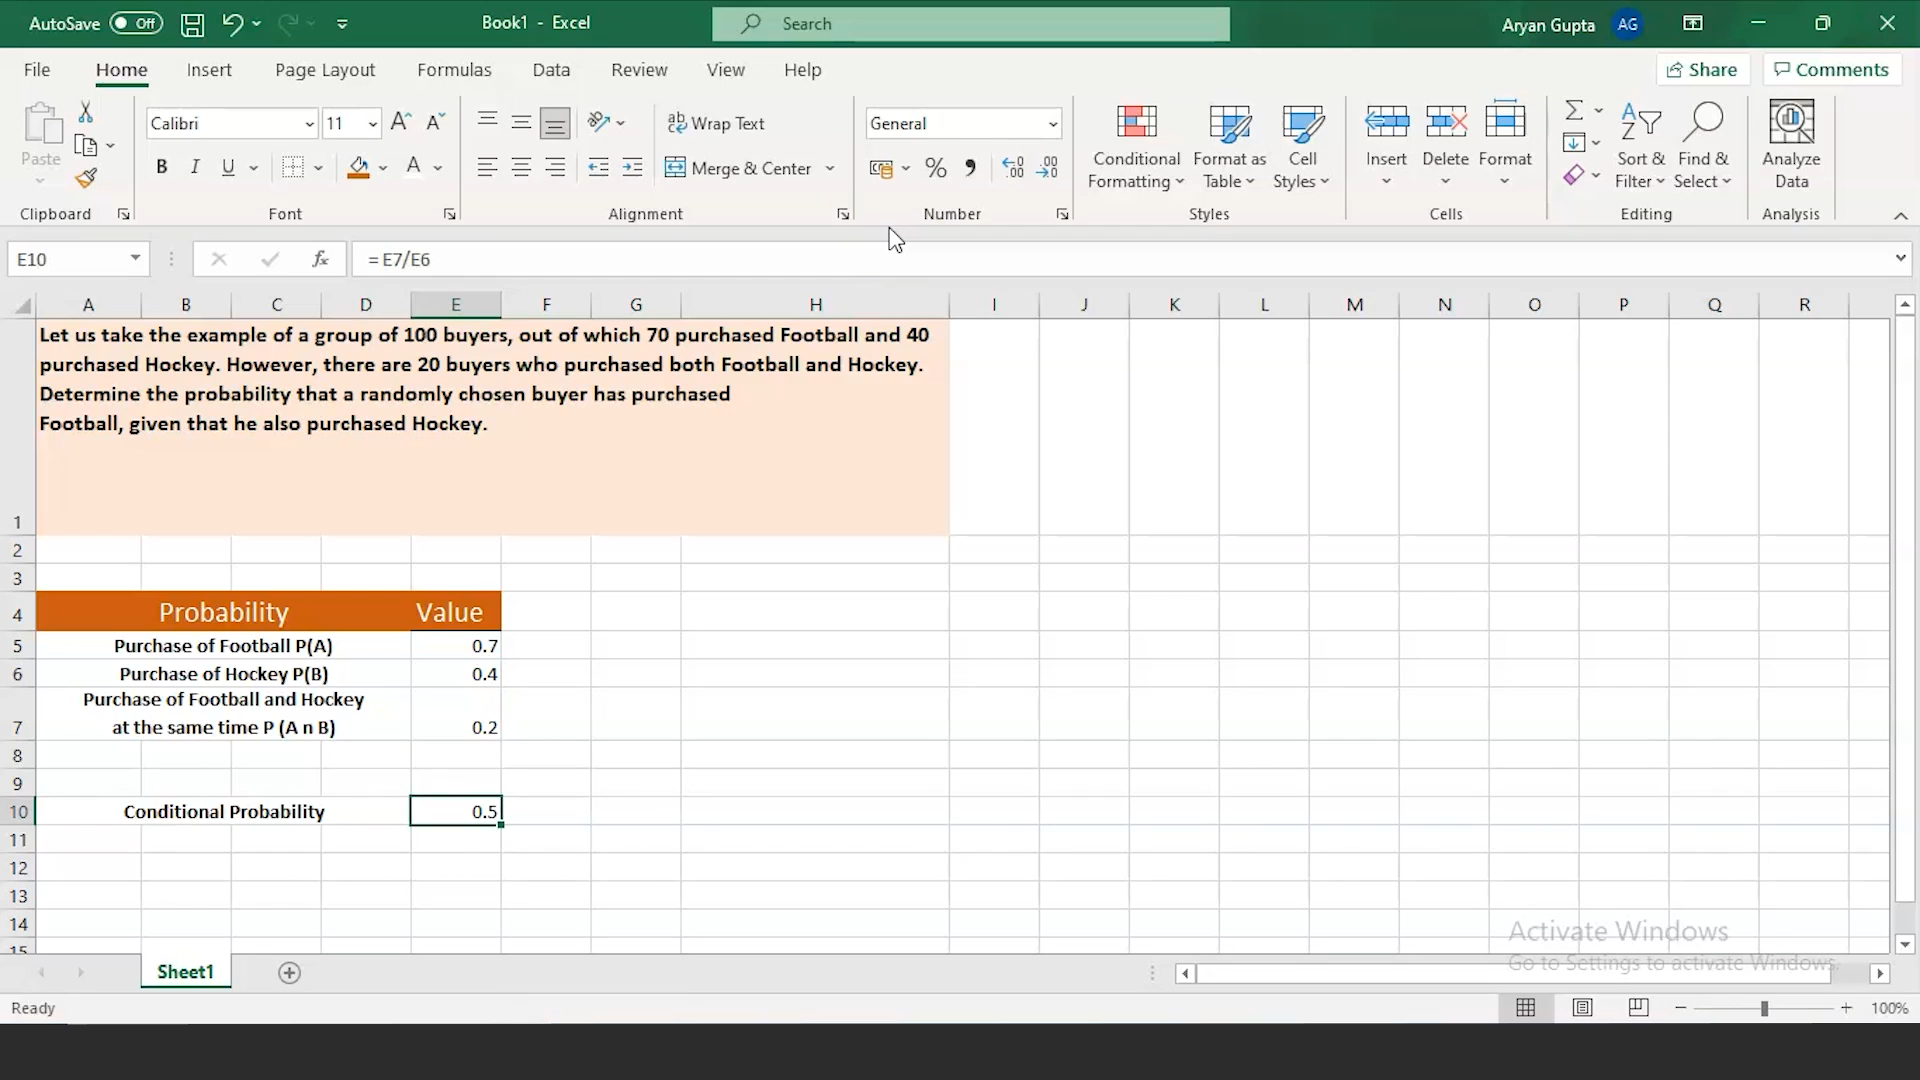 AutoSave Off
Book1 - Excel
Search
Aryan Gupta AG
File Home Insert Page Layout Formulas Data Review View Help
Share Comments
Paste
Clipboard
Calibri 11
B I U
Font
Wrap Text
Merge & Center
Alignment
General
Number
Conditional
Formatting
Format as
Table
Cell
Styles
Styles
Insert Delete Format
Cells
Sort &
Filter
Find &
Select
Editing
Analyze
Data
Analysis
E10 fx = E7/E6
A B C D E F G H I J K L M N O P Q R
Let us take the example of a group of 100 buyers, out of which 70 purchased Football and 40
purchased Hockey. However, there are 20 buyers who purchased both Football and Hockey.
Determine the probability that a randomly chosen buyer has purchased
Football, given that he also purchased Hockey.
1
2
3
4 Probability Value
5 Purchase of Football P(A) 0.7
6 Purchase of Hockey P(B) 0.4
Purchase of Football and Hockey
7 at the same time P (A n B) 0.2
8
9
10 Conditional Probability 0.5
11
12
13
14
15
Activate Windows
Go to Settings to activate Windows.
Sheet1
Ready
100%